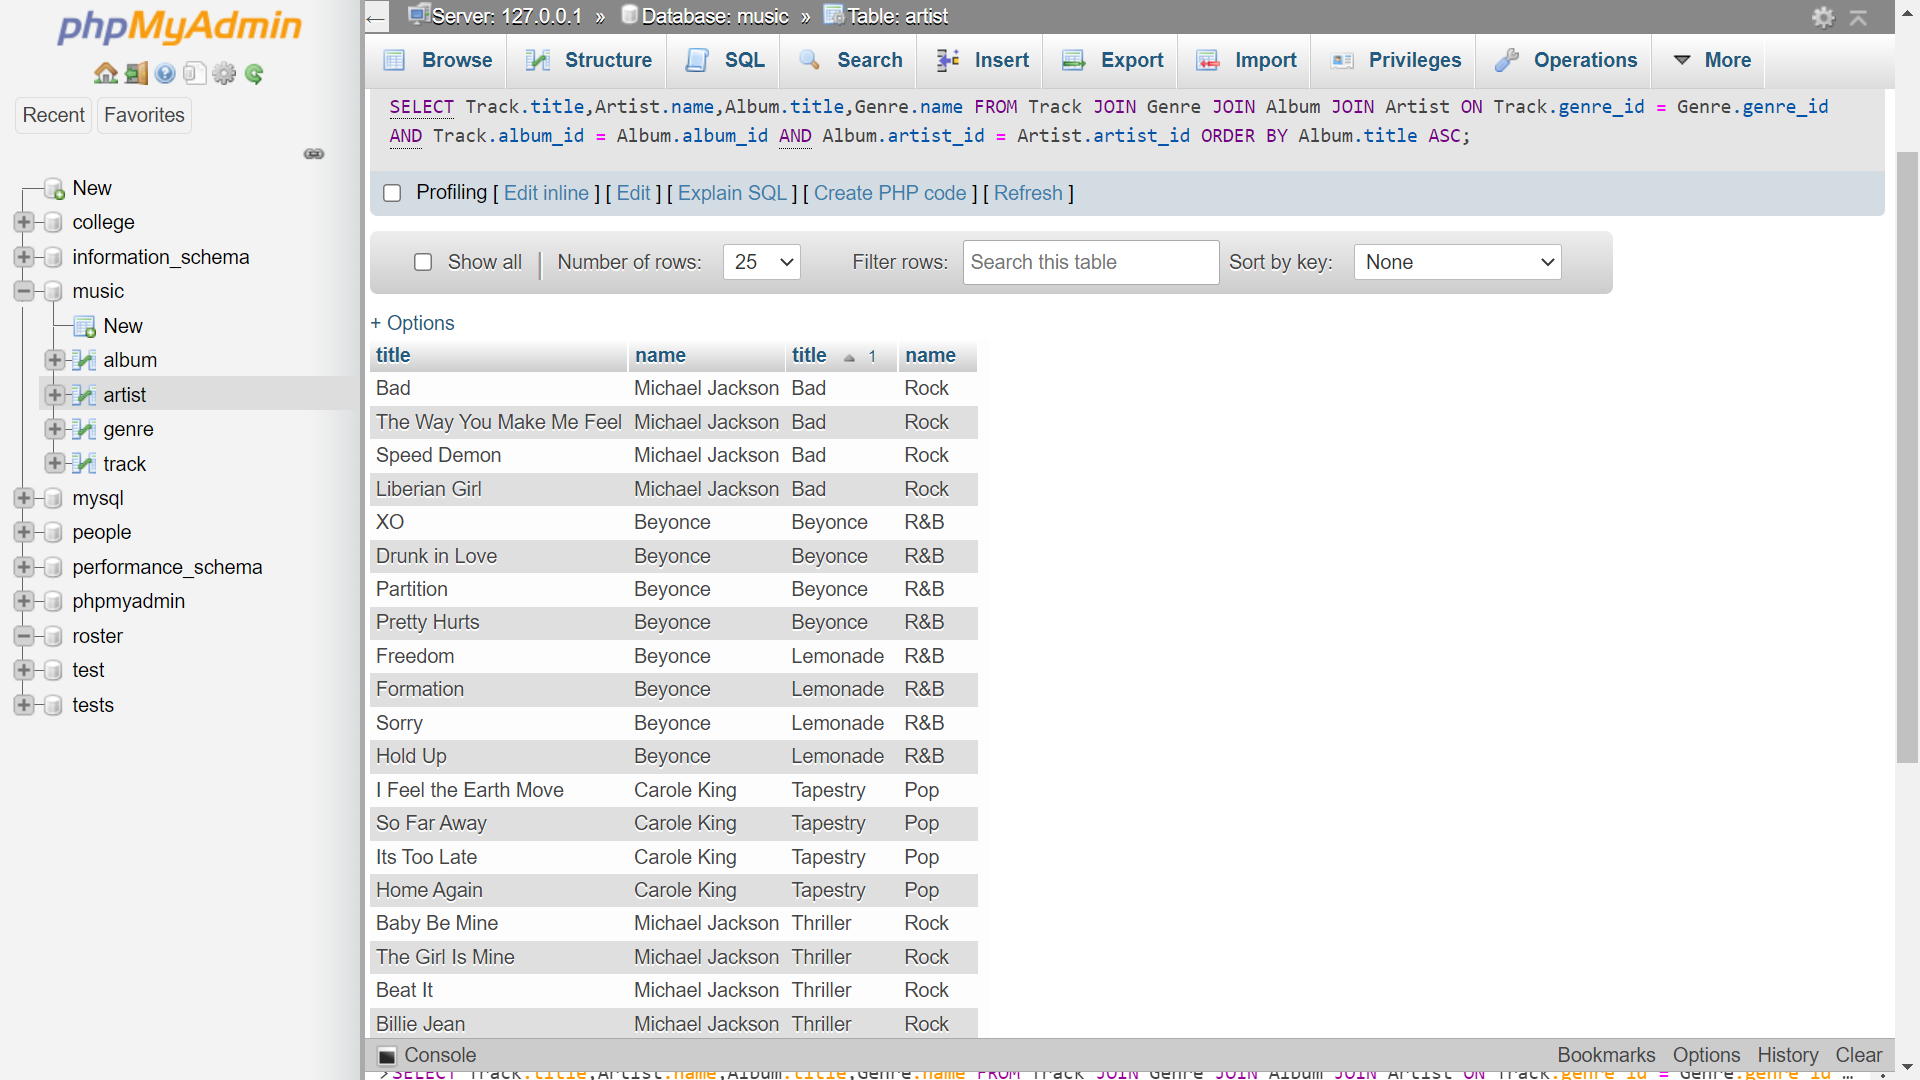 phpMyAdmin
Recent
Favorites
New
college
information_schema
music
New
album
artist
genre
track
mysql
people
performance_schema
phpmyadmin
roster
test
tests
← Server: 127.0.0.1 » Database: music » Table: artist
Browse Structure SQL Search Insert Export Import Privileges Operations More
SELECT Track.title,Artist.name,Album.title,Genre.name FROM Track JOIN Genre JOIN Album JOIN Artist ON Track.genre_id = Genre.genre_id
AND Track.album_id = Album.album_id AND Album.artist_id = Artist.artist_id ORDER BY Album.title ASC;
Profiling [ Edit inline ] [ Edit ] [ Explain SQL ] [ Create PHP code ] [ Refresh ]
Show all | Number of rows: 25 Filter rows: Search this table Sort by key: None
+ Options
title name title 1 name
Bad Michael Jackson Bad Rock
The Way You Make Me Feel Michael Jackson Bad Rock
Speed Demon Michael Jackson Bad Rock
Liberian Girl Michael Jackson Bad Rock
XO Beyonce Beyonce R&B
Drunk in Love Beyonce Beyonce R&B
Partition Beyonce Beyonce R&B
Pretty Hurts Beyonce Beyonce R&B
Freedom Beyonce Lemonade R&B
Formation Beyonce Lemonade R&B
Sorry Beyonce Lemonade R&B
Hold Up Beyonce Lemonade R&B
I Feel the Earth Move Carole King Tapestry Pop
So Far Away Carole King Tapestry Pop
Its Too Late Carole King Tapestry Pop
Home Again Carole King Tapestry Pop
Baby Be Mine Michael Jackson Thriller Rock
The Girl Is Mine Michael Jackson Thriller Rock
Beat It Michael Jackson Thriller Rock
Billie Jean Michael Jackson Thriller Rock
Console Bookmarks Options History Clear
>SELECT Track.title,Artist.name,Album.title,Genre.name FROM Track JOIN Genre JOIN Album JOIN Artist ON Track.genre_id = Genre.genre_id …